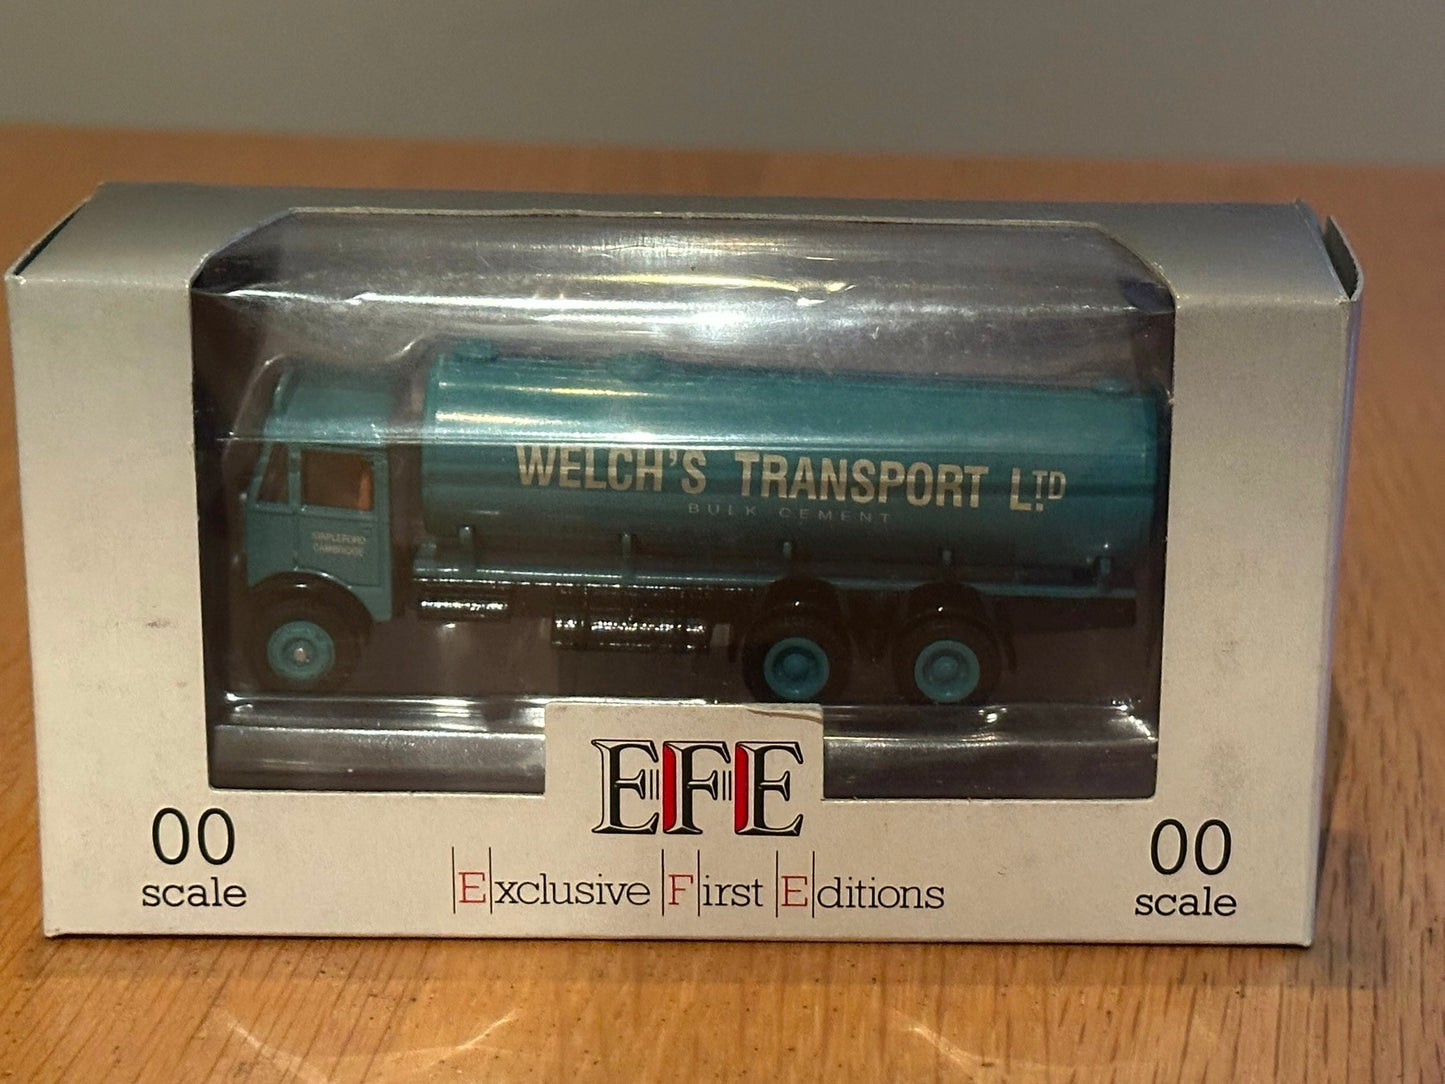 WELCH'S TRANSPORT LTD
BULK CEMENT
STAPLEFORD
CAMBRIDGE
EFE
00
scale
Exclusive First Editions
00
scale